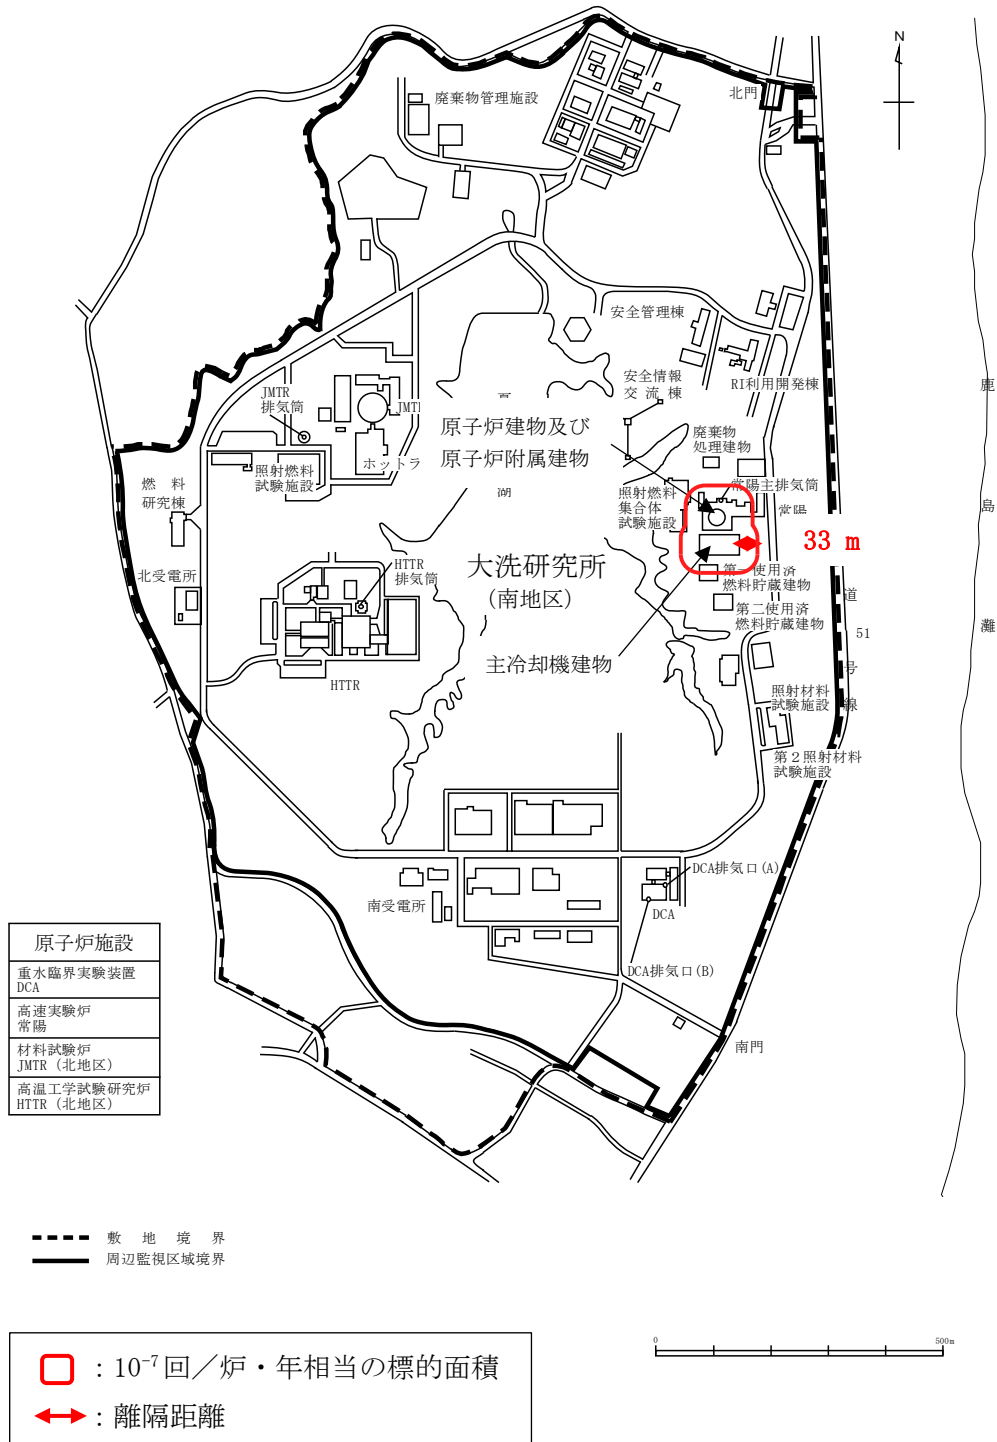 N
北門
廃棄物管理施設
安全管理棟
RI利用開発棟
安全情報
交流棟
JMTR
排気筒
JMT
ホットラ
照射燃料
試験施設
原子炉建物及び
原子炉附属建物
廃棄物
処理建物
常陽主排気筒
常陽
照射燃料
集合体
試験施設
燃料
研究棟
湖
33 m
鹿
島
灘
HTTR
排気筒
大洗研究所
(南地区)
北受電所
第一使用済
燃料貯蔵建物
第二使用済
燃料貯蔵建物
道
51
号
線
主冷却機建物
HTTR
照射材料
試験施設
第2照射材料
試験施設
DCA排気口(A)
南受電所
DCA
DCA排気口(B)
南門
原子炉施設
重水臨界実験装置
DCA
高速実験炉
常陽
材料試験炉
JMTR (北地区)
高温工学試験研究炉
HTTR (北地区)
敷地境界
周辺監視区域境界
0 500m
:10⁻⁷回/炉・年相当の標的面積
:離隔距離